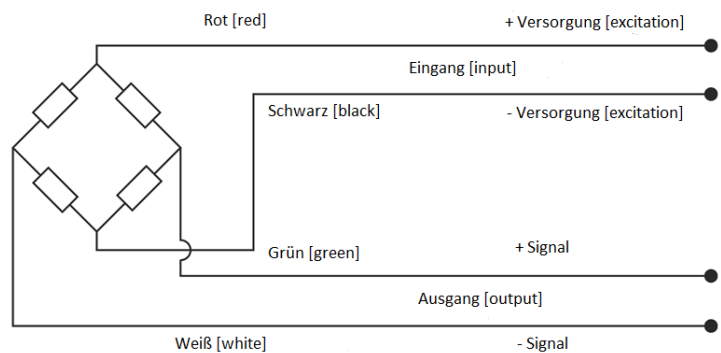 Rot [red]
+ Versorgung [excitation]
Eingang [input]
Schwarz [black]
- Versorgung [excitation]
Grün [green]
+ Signal
Ausgang [output]
Weiß [white]
- Signal